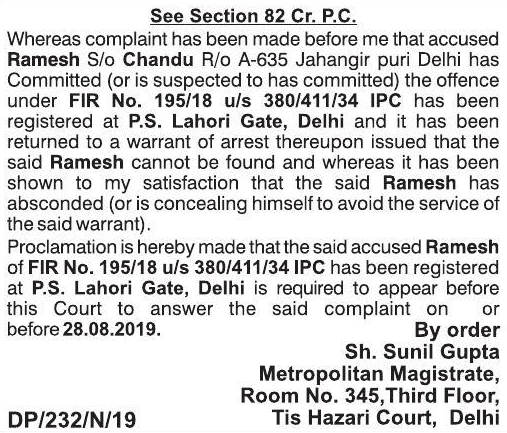 See Section 82 Cr. P.C.
Whereas complaint has been made before me that accused
Ramesh S/o Chandu R/o A-635 Jahangir puri Delhi has
Committed (or is suspected to has committed) the offence
under FIR No. 195/18 u/s 380/411/34 IPC has been
registered at P.S. Lahori Gate, Delhi and it has been
returned to a warrant of arrest thereupon issued that the
said Ramesh cannot be found and whereas it has been
shown to my satisfaction that the said Ramesh has
absconded (or is concealing himself to avoid the service of
the said warrant).
Proclamation is hereby made that the said accused Ramesh
of FIR No. 195/18 u/s 380/411/34 IPC has been registered
at P.S. Lahori Gate, Delhi is required to appear before
this Court to answer the said complaint on or
before 28.08.2019.
By order
Sh. Sunil Gupta
Metropolitan Magistrate,
Room No. 345,Third Floor,
DP/232/N/19 Tis Hazari Court, Delhi